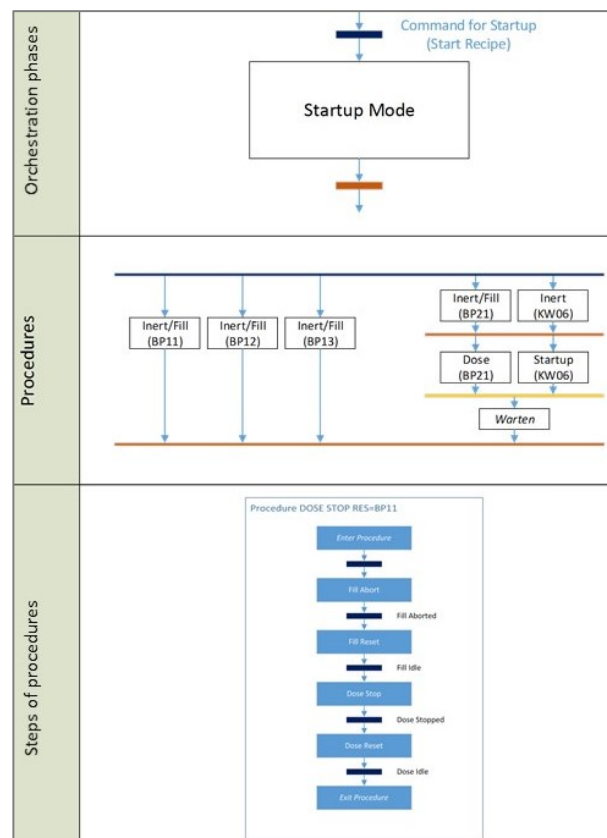 Orchestration phases
Command for Startup
(Start Recipe)
Startup Mode
Procedures
Inert/Fill
(BP11)
Inert/Fill
(BP12)
Inert/Fill
(BP13)
Inert/Fill
(BP21)
Inert
(KW06)
Dose
(BP21)
Startup
(KW06)
Warten
Steps of procedures
Procedure DOSE STOP RES=BP11
Enter Procedure
Fill Abort
Fill Aborted
Fill Reset
Fill Idle
Dose Stop
Dose Stopped
Dose Reset
Dose Idle
Exit Procedure